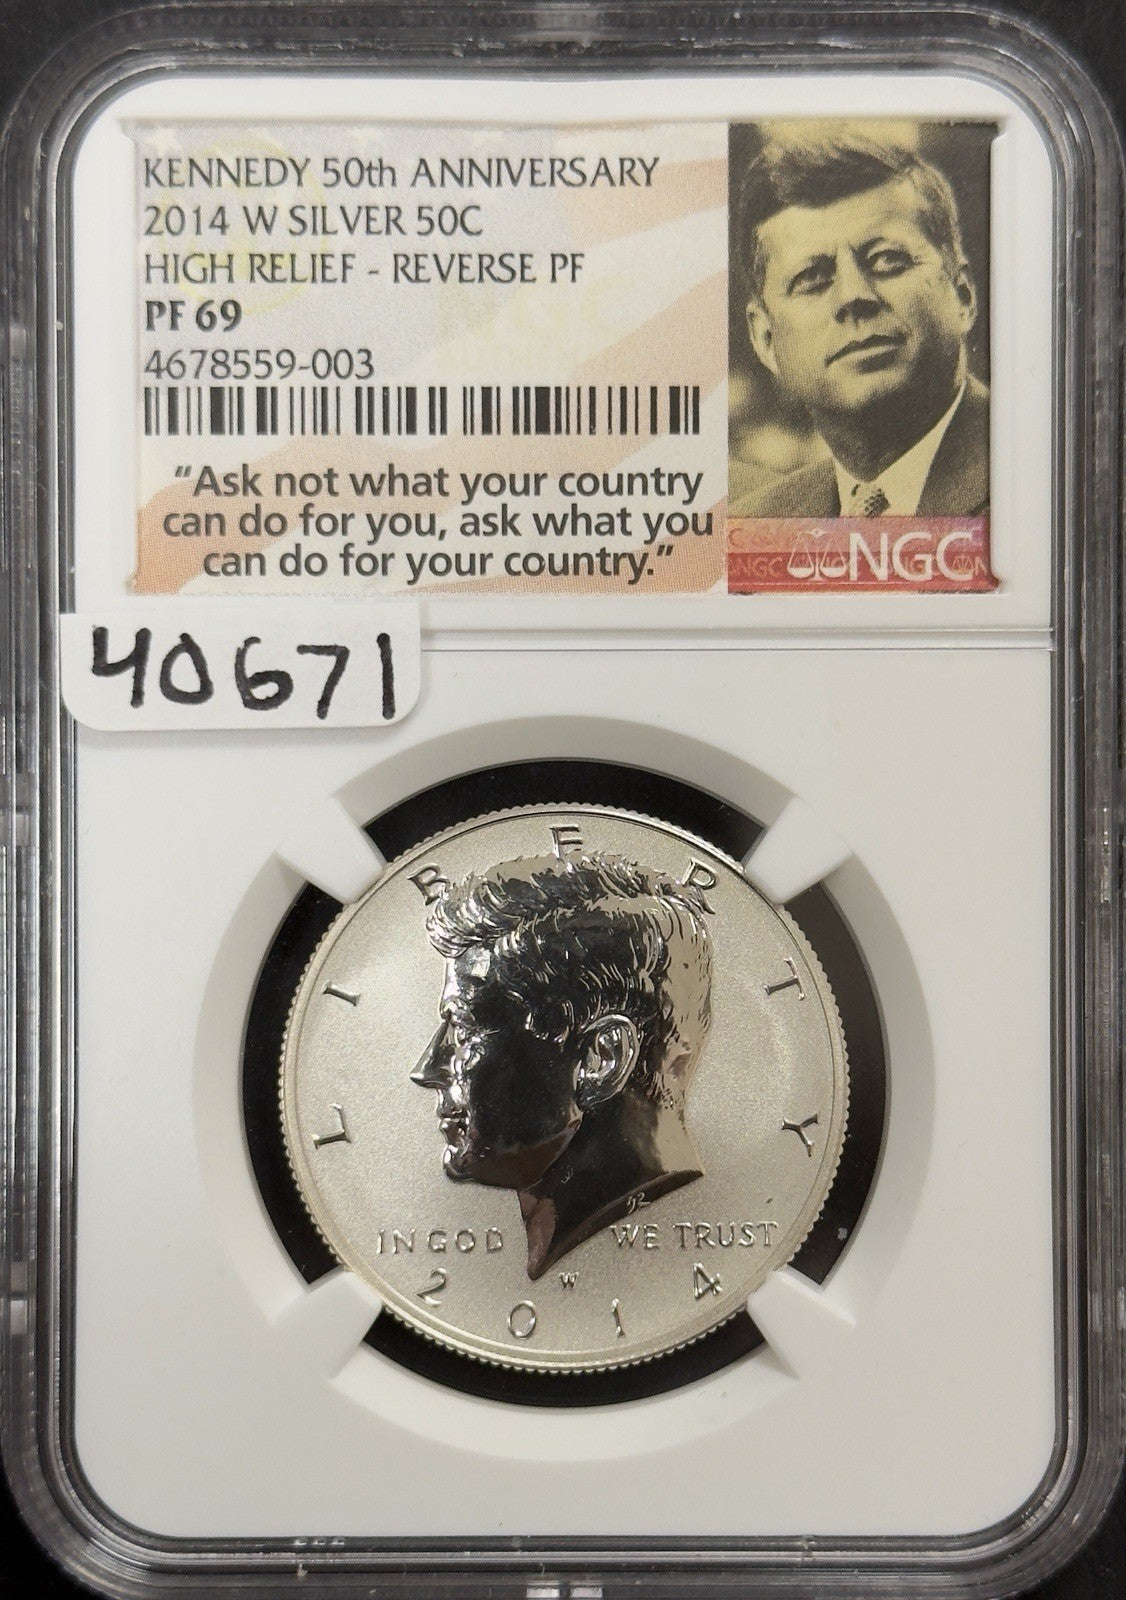 KENNEDY 50th ANNIVERSARY
2014 W SILVER 50C
HIGH RELIEF - REVERSE PF
PF 69
4678559-003
"Ask not what your country
can do for you, ask what you
can do for your country."
NGC
40671
LIBERTY
IN GOD WE TRUST
W
2014